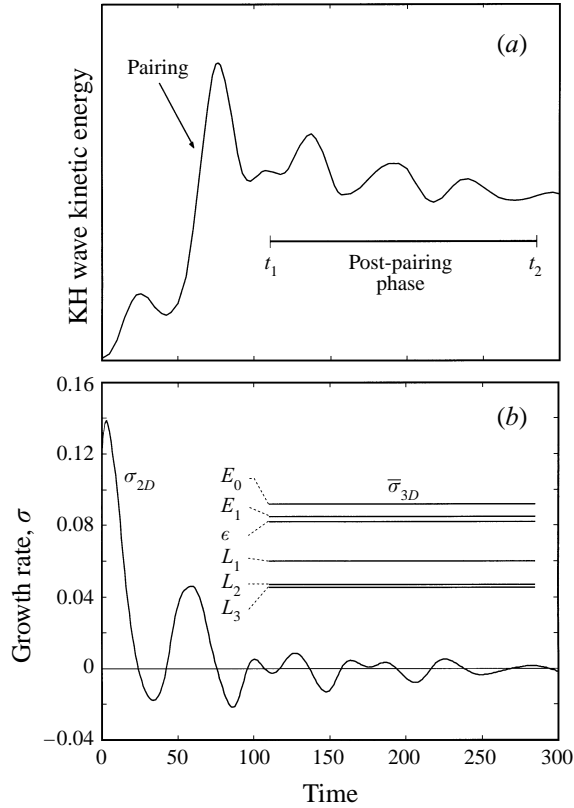 (a)
Pairing
KH wave kinetic energy
t₁ Post-pairing phase t₂
(b)
0.16
0.12
0.08
0.04
0
−0.04
Growth rate, σ
σ₂D
E₀
E₁
ϵ
L₁
L₂
L₃
σ̅₃D
0 50 100 150 200 250 300
Time